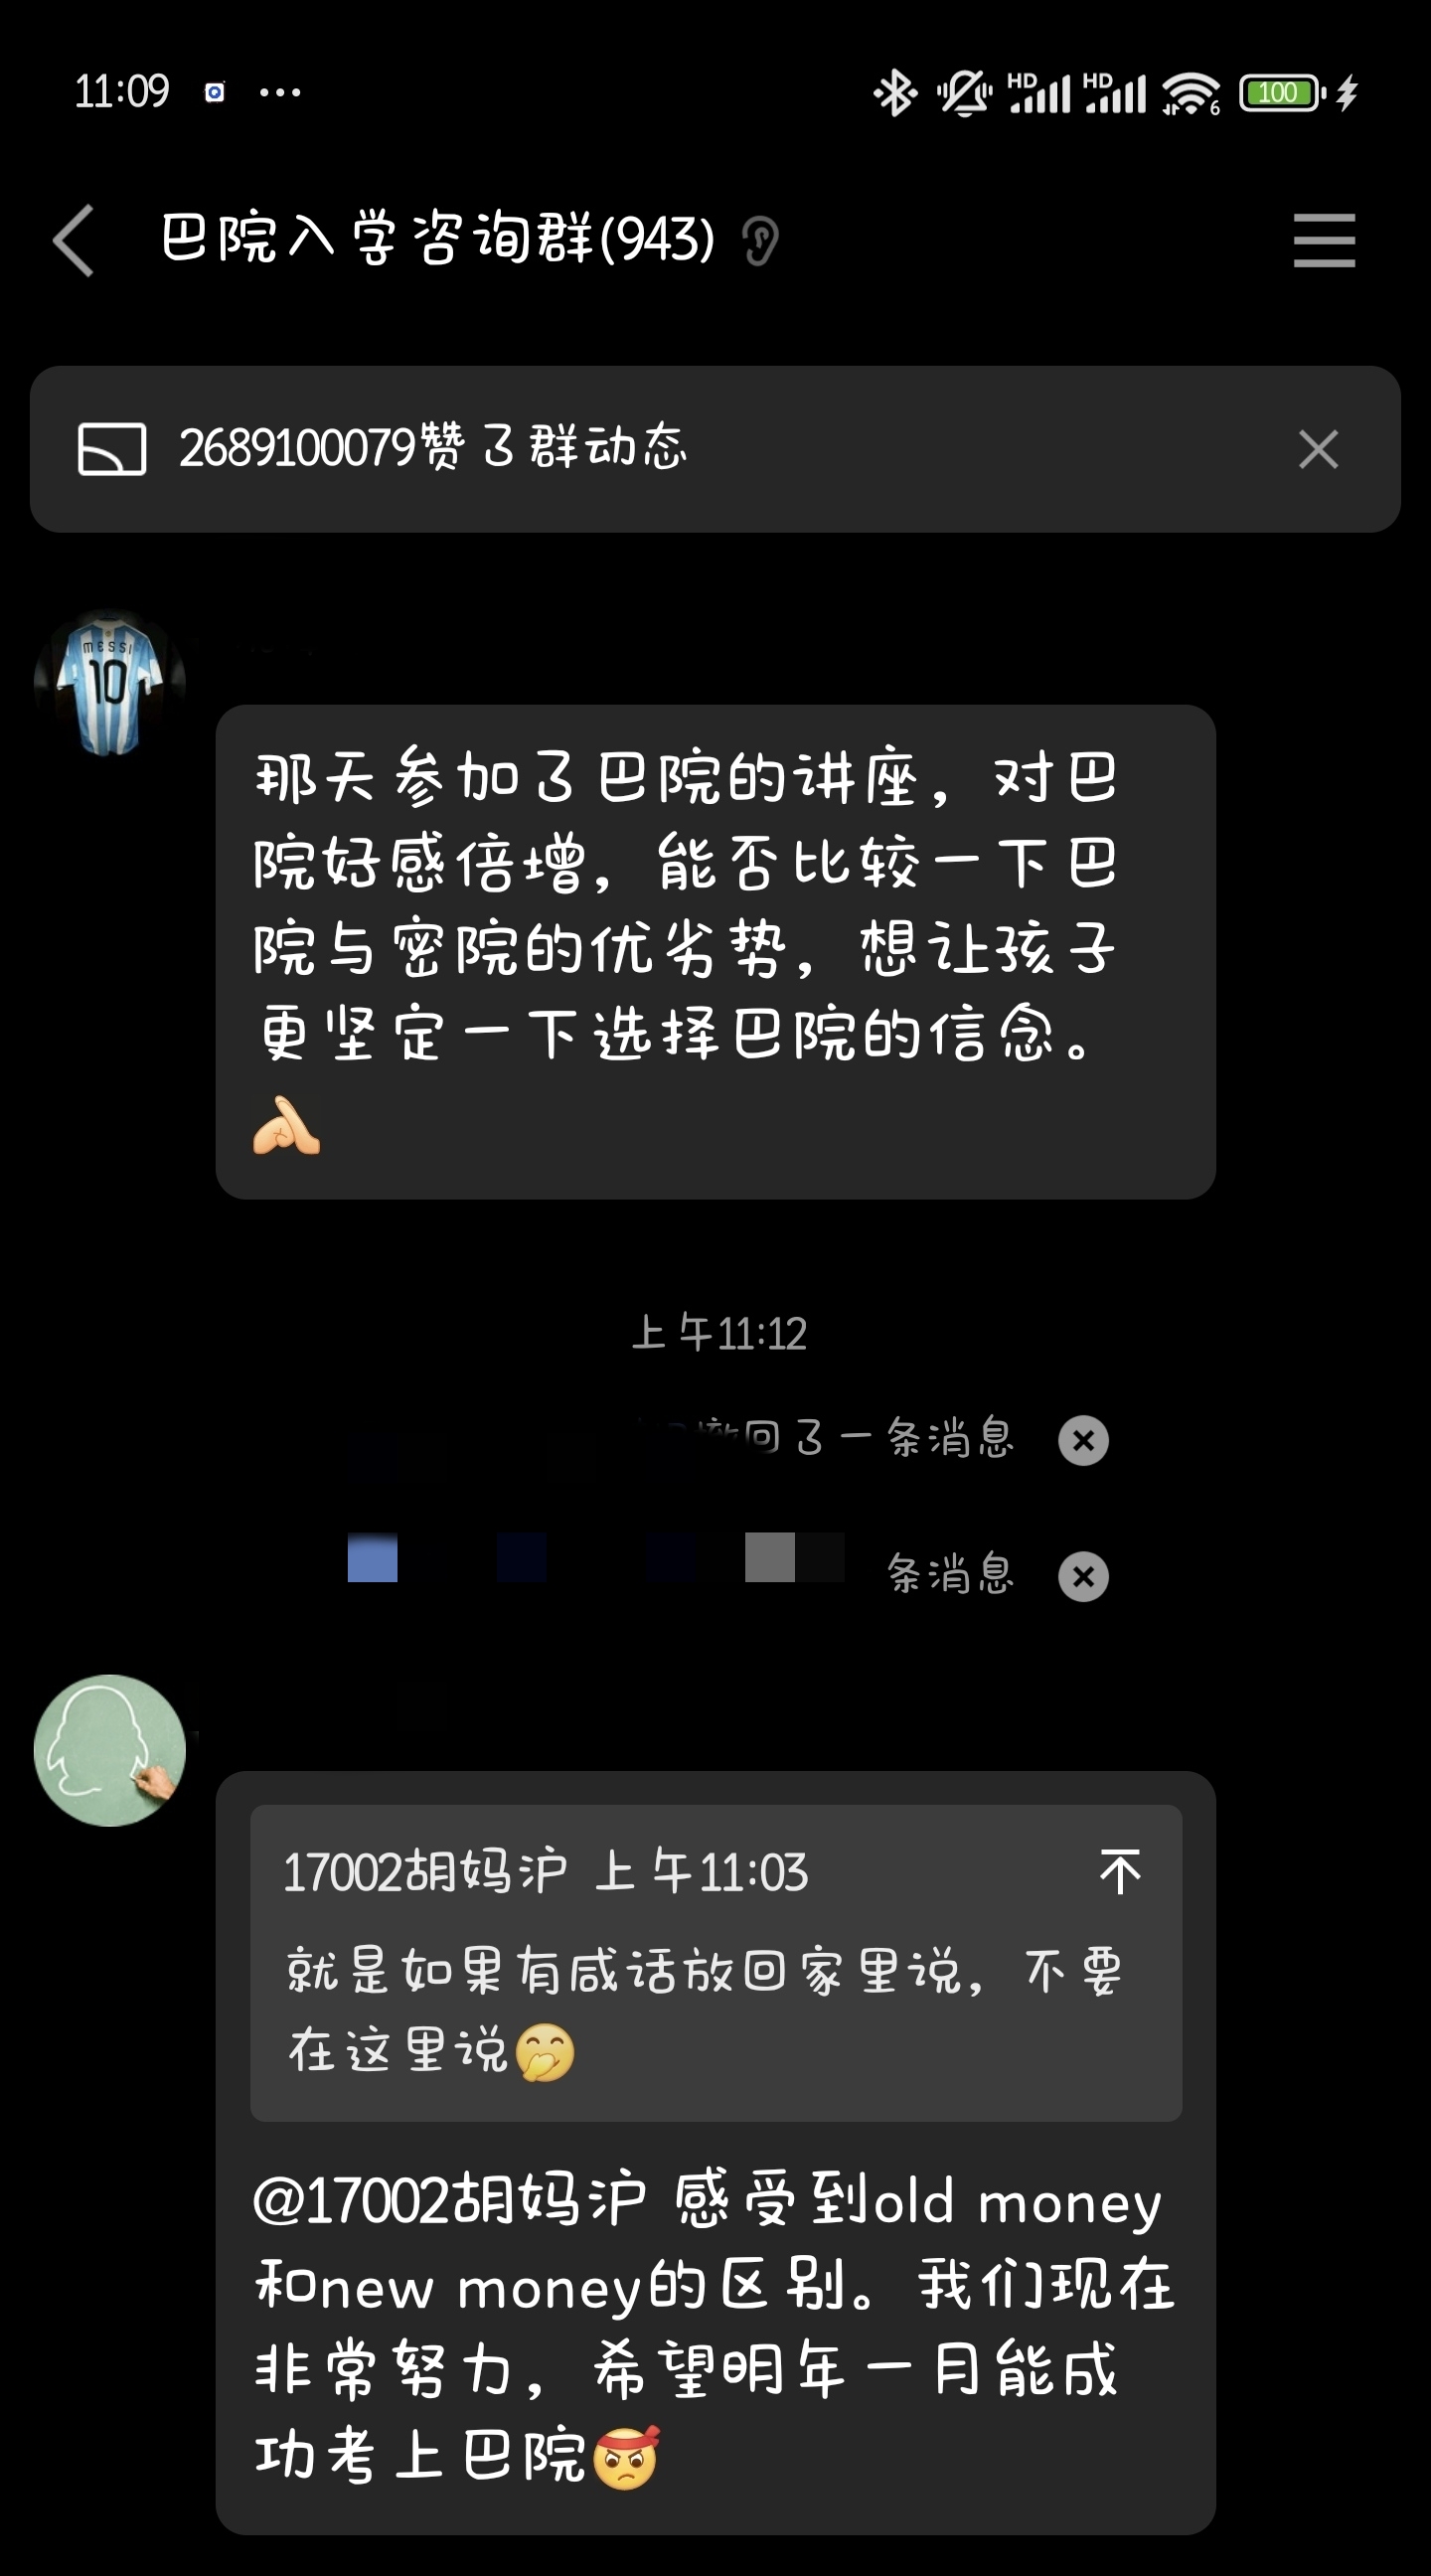 11:09
HD HD 6 100
巴院入学咨询群(943)
2689100079赞了群动态
MESSI
10
那天参加了巴院的讲座，对巴
院好感倍增，能否比较一下巴
院与密院的优劣势，想让孩子
更坚定一下选择巴院的信念。
上午11:12
撤回了一条消息
条消息
17002胡妈沪 上午11:03
就是如果有咸话放回家里说，不要
在这里说
@17002胡妈沪 感受到old money
和new money的区别。我们现在
非常努力，希望明年一月能成
功考上巴院